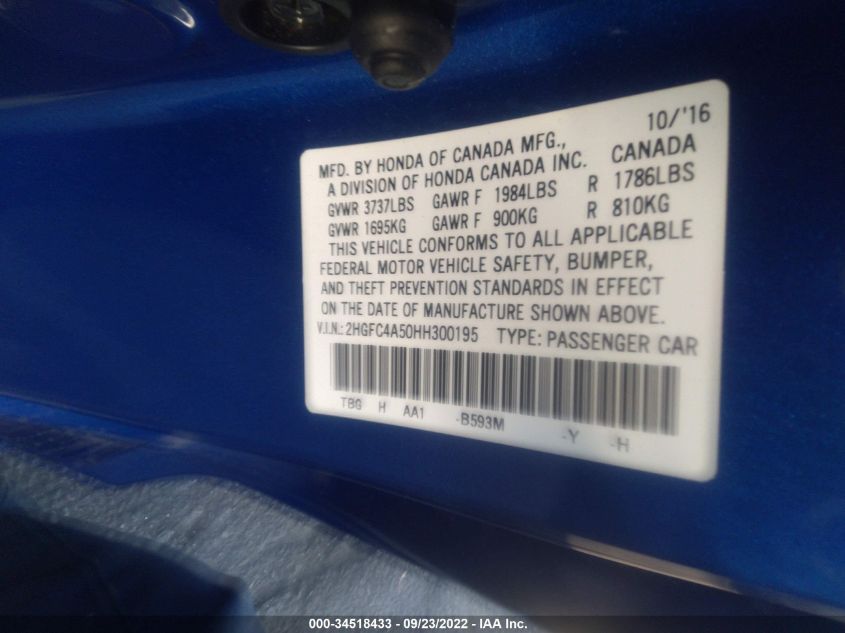 10/'16
MFD. BY HONDA OF CANADA MFG., CANADA
A DIVISION OF HONDA CANADA INC.
GVWR 3737LBS GAWR F 1984LBS R 1786LBS
GVWR 1695KG GAWR F 900KG R 810KG
THIS VEHICLE CONFORMS TO ALL APPLICABLE
FEDERAL MOTOR VEHICLE SAFETY, BUMPER,
AND THEFT PREVENTION STANDARDS IN EFFECT
ON THE DATE OF MANUFACTURE SHOWN ABOVE.
V.I.N.: 2HGFC4A50HH300195 TYPE: PASSENGER CAR
TBG H AA1 -B593M -Y -H
000-34518433 - 09/23/2022 - IAA Inc.